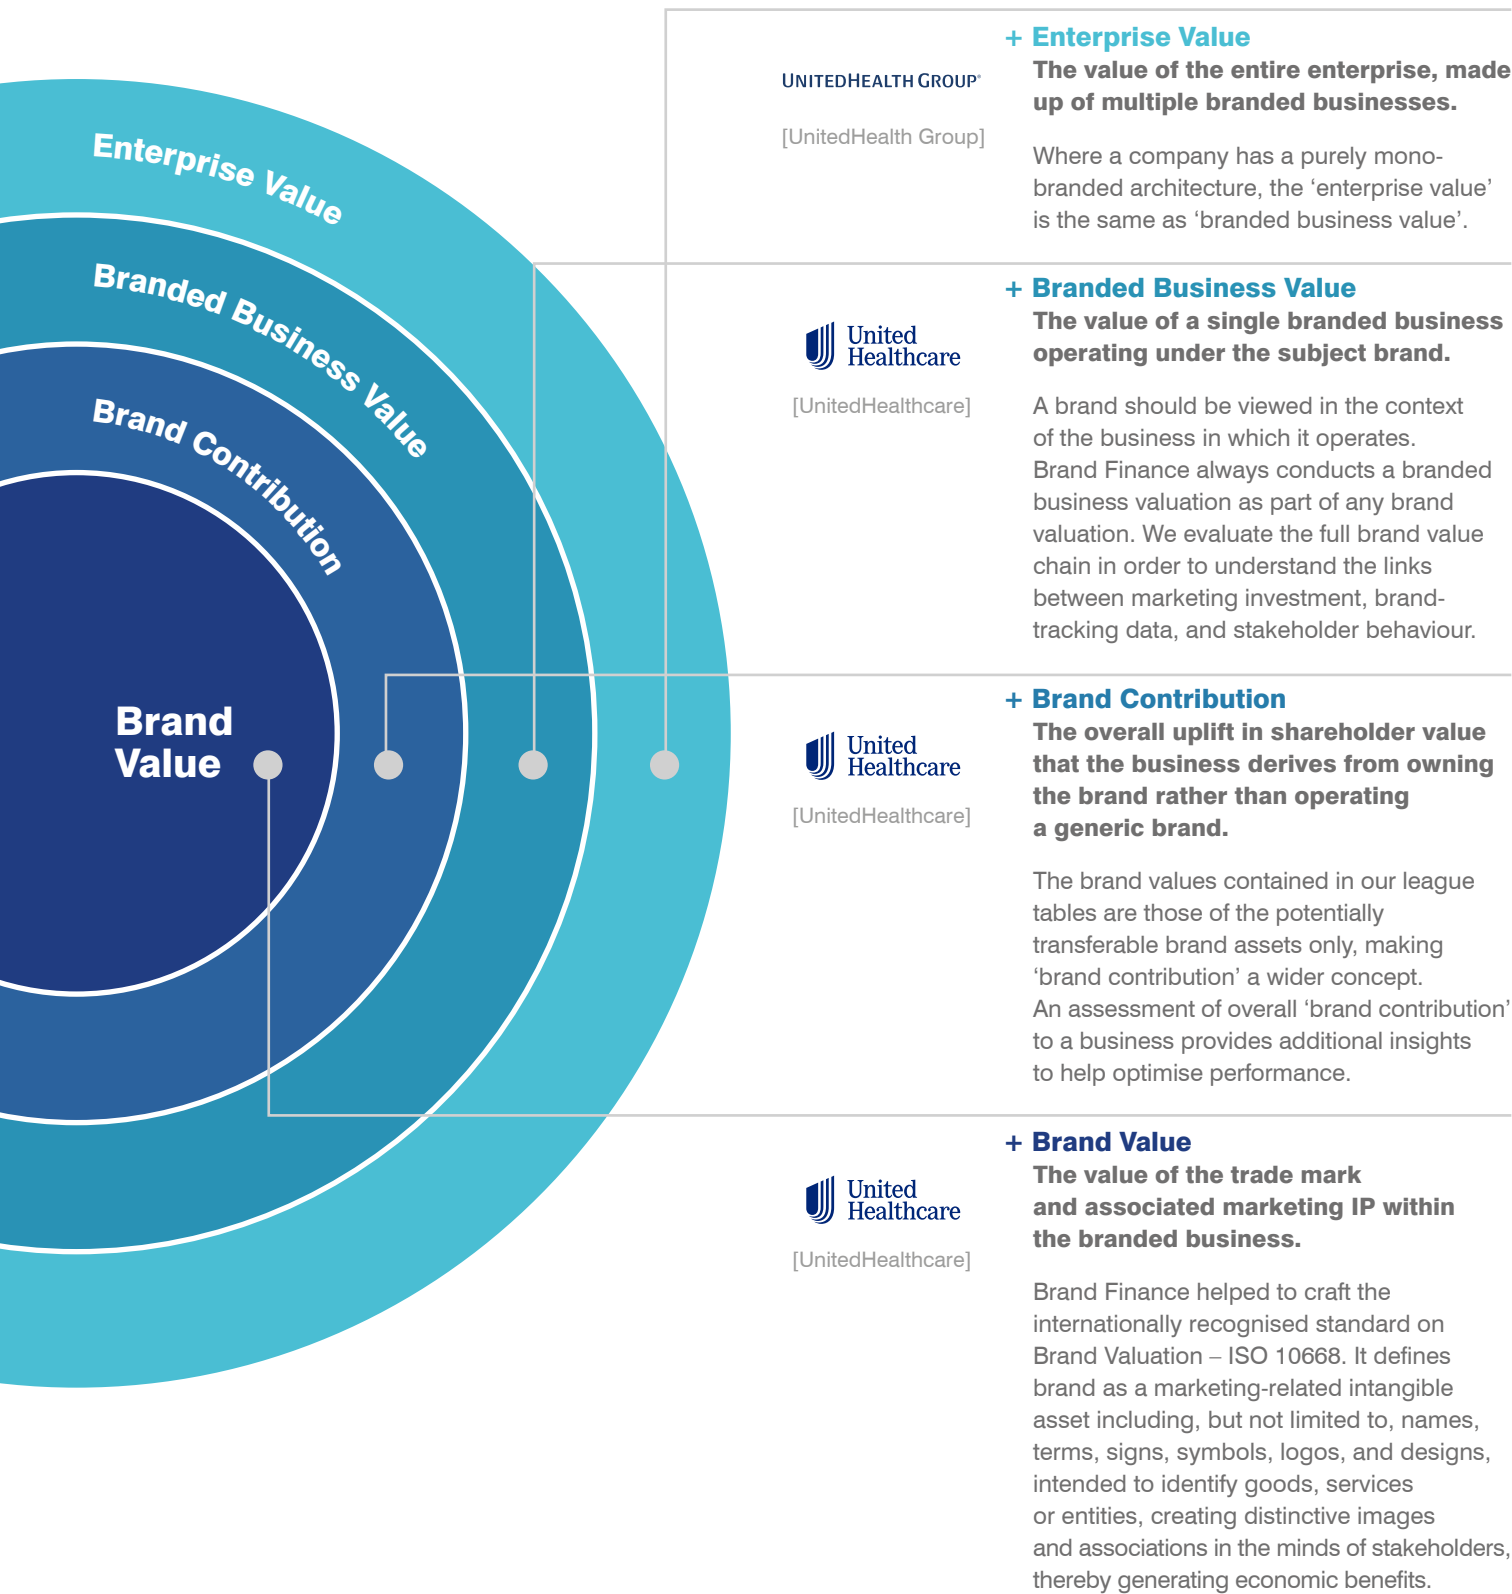 Enterprise Value
Branded Business Value
Brand Contribution
Brand
Value
UNITEDHEALTH GROUP®
[UnitedHealth Group]
+ Enterprise Value
The value of the entire enterprise, made
up of multiple branded businesses.
Where a company has a purely mono-
branded architecture, the ‘enterprise value’
is the same as ‘branded business value’.
United
Healthcare
[UnitedHealthcare]
+ Branded Business Value
The value of a single branded business
operating under the subject brand.
A brand should be viewed in the context
of the business in which it operates.
Brand Finance always conducts a branded
business valuation as part of any brand
valuation. We evaluate the full brand value
chain in order to understand the links
between marketing investment, brand-
tracking data, and stakeholder behaviour.
United
Healthcare
[UnitedHealthcare]
+ Brand Contribution
The overall uplift in shareholder value
that the business derives from owning
the brand rather than operating
a generic brand.
The brand values contained in our league
tables are those of the potentially
transferable brand assets only, making
‘brand contribution’ a wider concept.
An assessment of overall ‘brand contribution’
to a business provides additional insights
to help optimise performance.
United
Healthcare
[UnitedHealthcare]
+ Brand Value
The value of the trade mark
and associated marketing IP within
the branded business.
Brand Finance helped to craft the
internationally recognised standard on
Brand Valuation – ISO 10668. It defines
brand as a marketing-related intangible
asset including, but not limited to, names,
terms, signs, symbols, logos, and designs,
intended to identify goods, services
or entities, creating distinctive images
and associations in the minds of stakeholders,
thereby generating economic benefits.